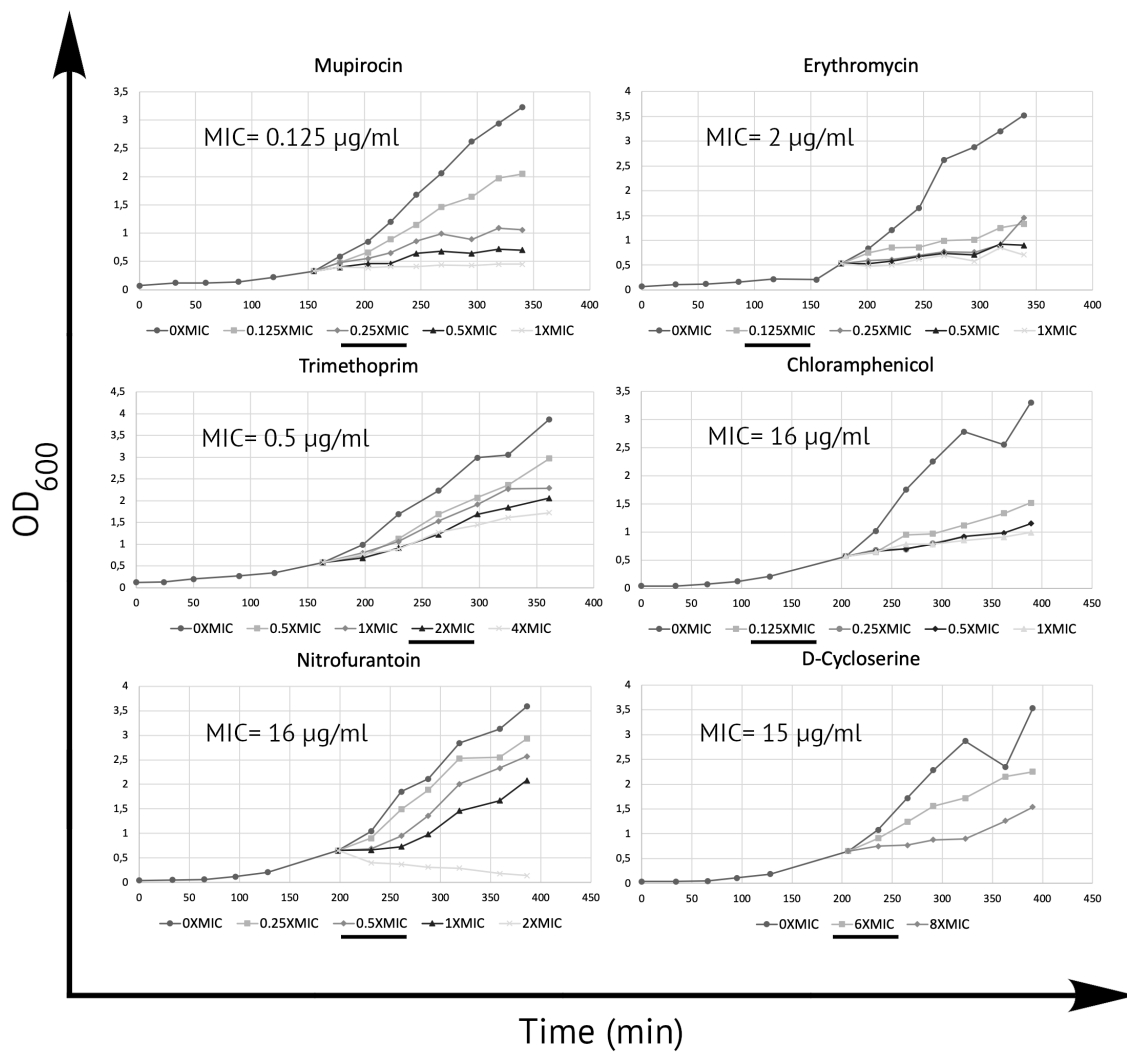 Mupirocin
3,5
3
2,5
2
1,5
1
0,5
0
MIC= 0.125 µg/ml
0 50 100 150 200 250 300 350 400
0XMIC 0.125XMIC 0.25XMIC 0.5XMIC 1XMIC
Erythromycin
4
3,5
3
2,5
2
1,5
1
0,5
0
MIC= 2 µg/ml
0 50 100 150 200 250 300 350 400
0XMIC 0.125XMIC 0.25XMIC 0.5XMIC 1XMIC
Trimethoprim
4,5
4
3,5
3
2,5
2
1,5
1
0,5
0
MIC= 0.5 µg/ml
0 50 100 150 200 250 300 350 400
0XMIC 0.5XMIC 1XMIC 2XMIC 4XMIC
Chloramphenicol
3,5
3
2,5
2
1,5
1
0,5
0
MIC= 16 µg/ml
0 50 100 150 200 250 300 350 400 450
0XMIC 0.125XMIC 0.25XMIC 0.5XMIC 1XMIC
Nitrofurantoin
4
3,5
3
2,5
2
1,5
1
0,5
0
MIC= 16 µg/ml
0 50 100 150 200 250 300 350 400 450
0XMIC 0.25XMIC 0.5XMIC 1XMIC 2XMIC
D-Cycloserine
4
3,5
3
2,5
2
1,5
1
0,5
0
MIC= 15 µg/ml
0 50 100 150 200 250 300 350 400 450
0XMIC 6XMIC 8XMIC
OD600
Time (min)